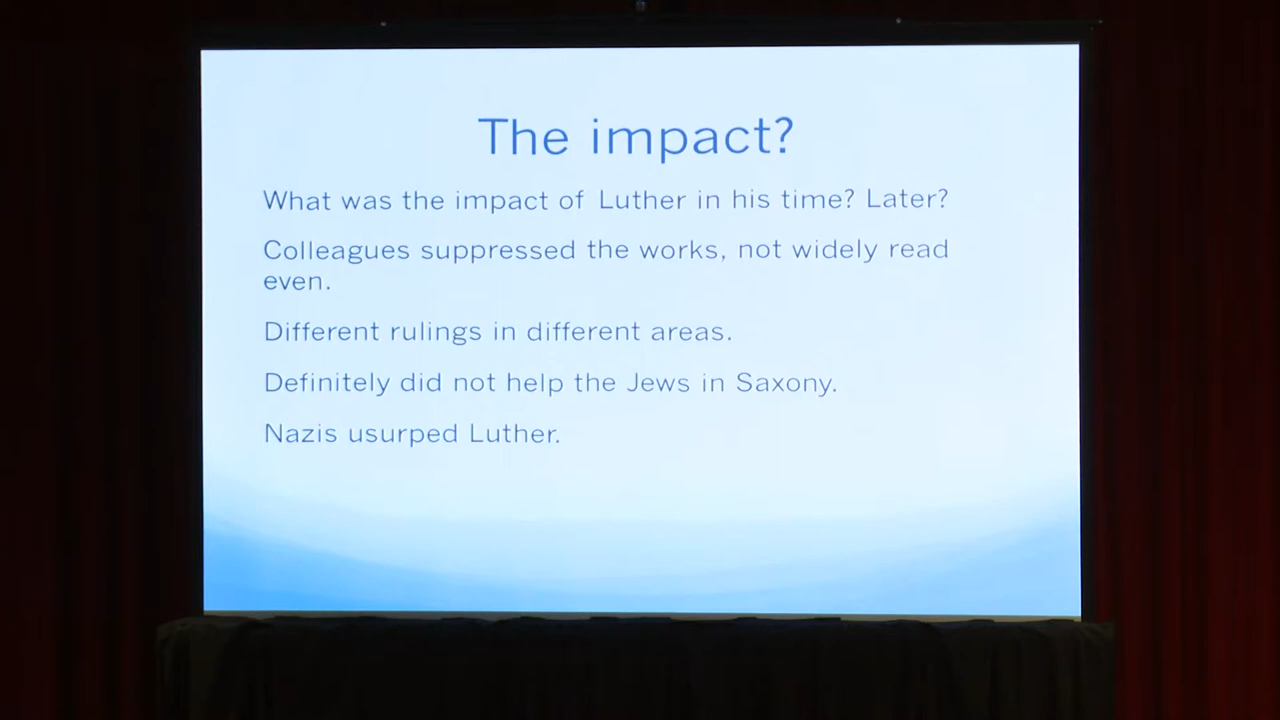 The impact?
What was the impact of Luther in his time? Later?
Colleagues suppressed the works, not widely read
even.
Different rulings in different areas.
Definitely did not help the Jews in Saxony.
Nazis usurped Luther.